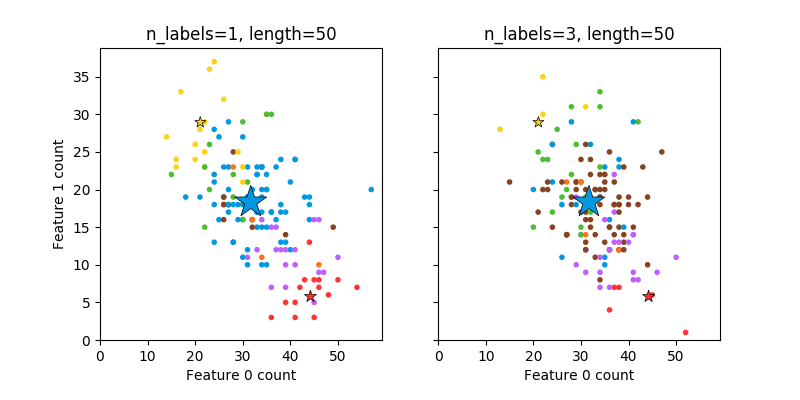 n_labels=1, length=50
n_labels=3, length=50
Feature 1 count
35
30
25
20
15
10
5
0
0 10 20 30 40 50
0 10 20 30 40 50
Feature 0 count
Feature 0 count